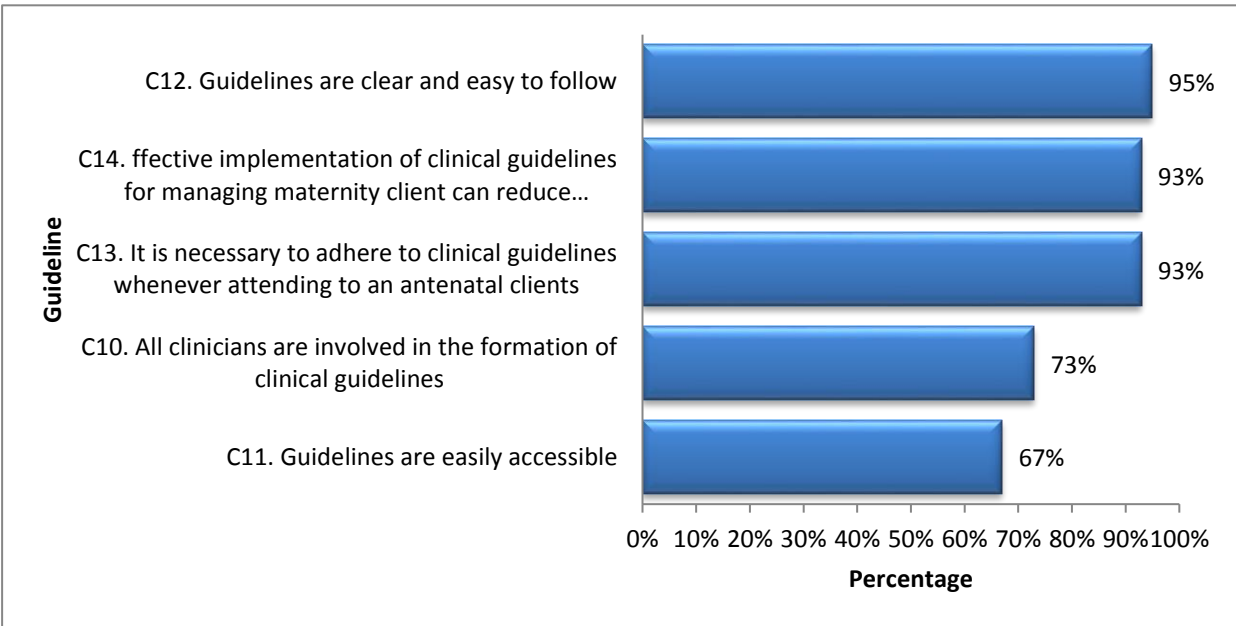 C12. Guidelines are clear and easy to follow
95%
C14. ffective implementation of clinical guidelines
for managing maternity client can reduce…
93%
C13. It is necessary to adhere to clinical guidelines
whenever attending to an antenatal clients
93%
C10. All clinicians are involved in the formation of
clinical guidelines
73%
C11. Guidelines are easily accessible
67%
Guideline
0% 10% 20% 30% 40% 50% 60% 70% 80% 90% 100%
Percentage